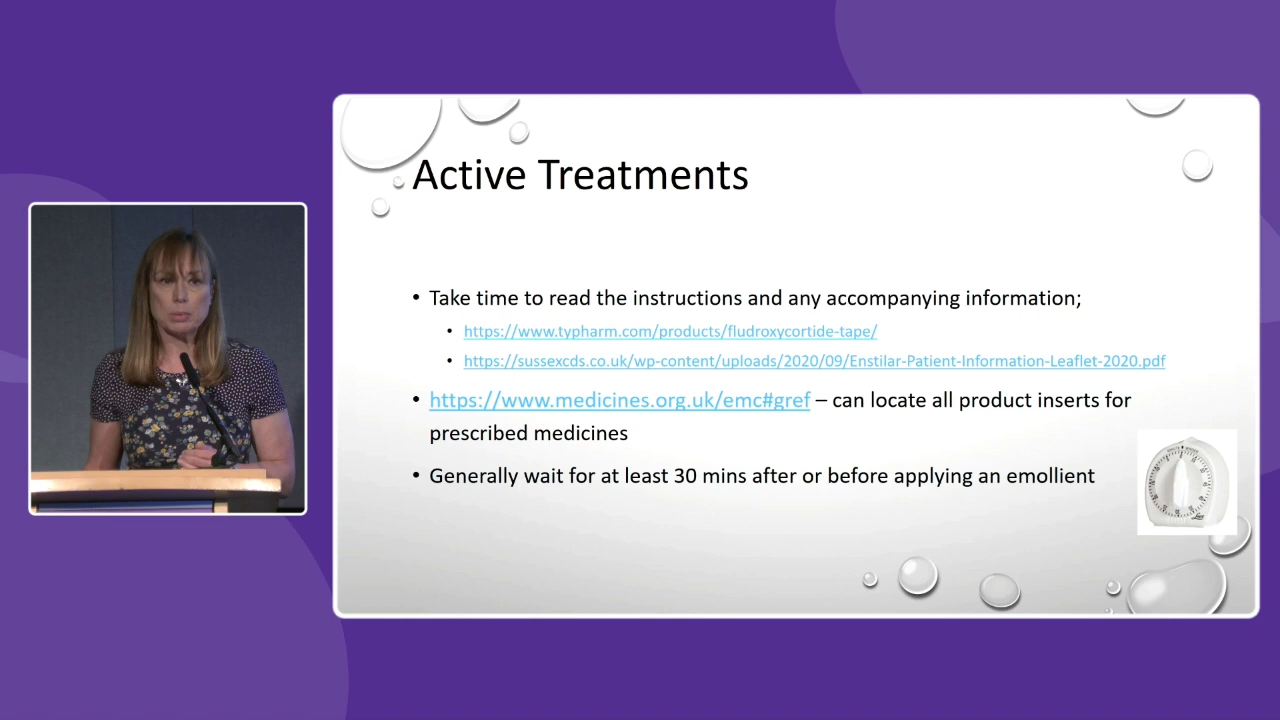 Active Treatments
• Take time to read the instructions and any accompanying information;
• https://www.typharm.com/products/fludroxycortide-tape/
• https://sussexcds.co.uk/wp-content/uploads/2020/09/Enstilar-Patient-Information-Leaflet-2020.pdf
• https://www.medicines.org.uk/emc#gref – can locate all product inserts for
prescribed medicines
• Generally wait for at least 30 mins after or before applying an emollient